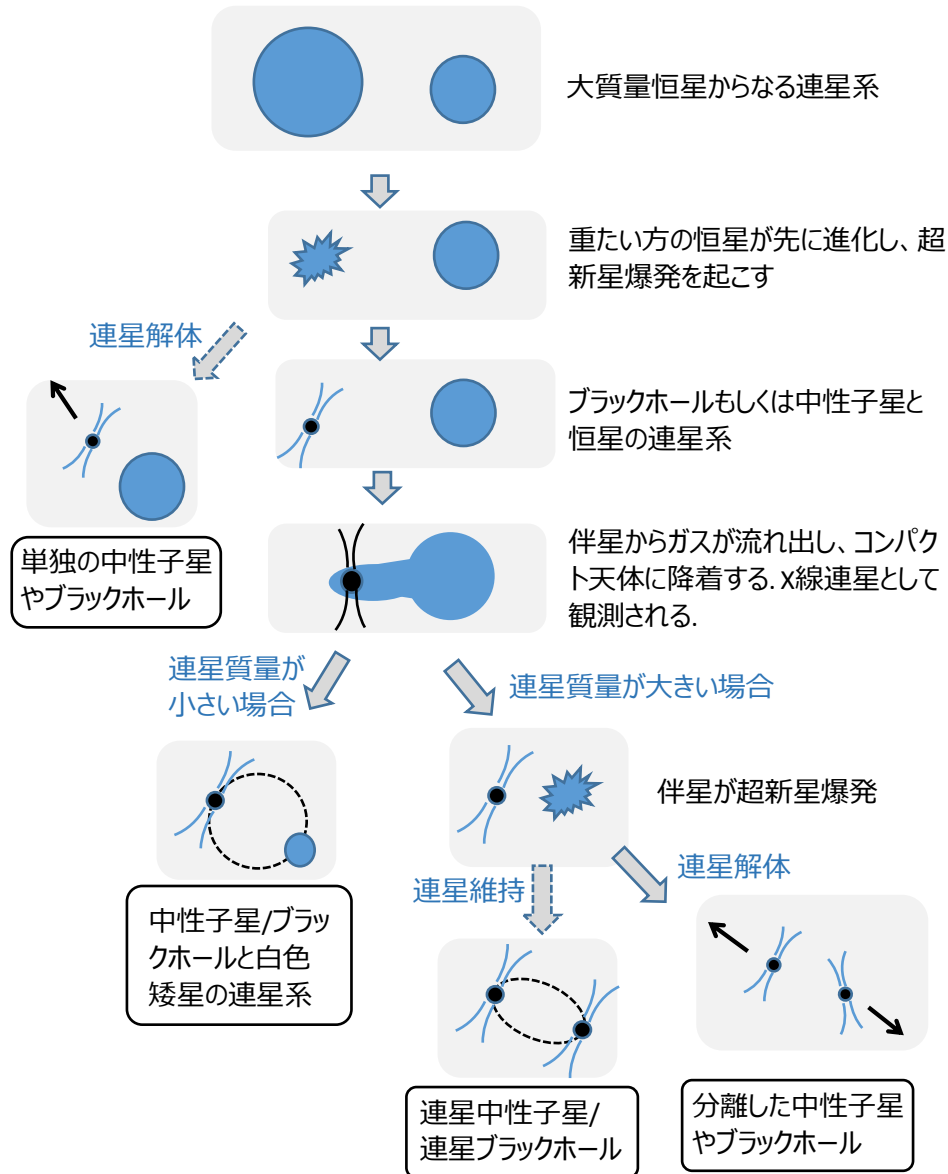 大質量恒星からなる連星系
重たい方の恒星が先に進化し、超
新星爆発を起こす
連星解体
ブラックホールもしくは中性子星と
恒星の連星系
単独の中性子星
やブラックホール
伴星からガスが流れ出し、コンパク
ト天体に降着する. X線連星として
観測される.
連星質量が
小さい場合
連星質量が大きい場合
伴星が超新星爆発
連星解体
連星維持
中性子星/ブラッ
クホールと白色
矮星の連星系
連星中性子星/
連星ブラックホール
分離した中性子星
やブラックホール